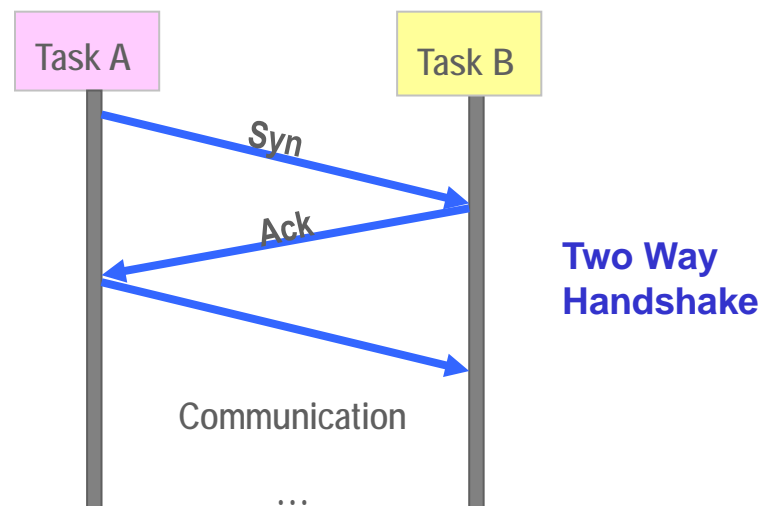 Task A
Task B
Syn
Ack
Two Way
Handshake
Communication
…